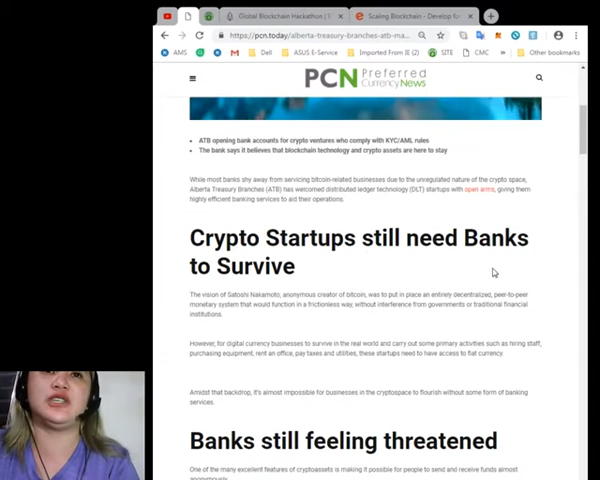 Global Blockchain Hackathon | T
Scaling Blockchain - Develop fo
https://pcn.today/alberta-treasury-branches-atb-ma...
AMS
Dell
ASUS E-Service
Imported From IE (2)
SITE
CMC
Other bookmarks
PCN Preferred Currency News
ATB opening bank accounts for crypto ventures who comply with KYC/AML rules
The bank says it believes that blockchain technology and crypto assets are here to stay
While most banks shy away from servicing bitcoin-related businesses due to the unregulated nature of the crypto space,
Alberta Treasury Branches (ATB) has welcomed distributed ledger technology (DLT) startups with open arms, giving them
highly efficient banking services to aid their operations.
Crypto Startups still need Banks
to Survive
The vision of Satoshi Nakamoto, anonymous creator of bitcoin, was to put in place an entirely decentralized, peer-to-peer
monetary system that would function in a frictionless way, without interference from governments or traditional financial
institutions.
However, for digital currency businesses to survive in the real world and carry out some primary activities such as hiring staff,
purchasing equipment, rent an office, pay taxes and utilities, these startups need to have access to fiat currency.
Amidst that backdrop, it's almost impossible for businesses in the cryptospace to flourish without some form of banking
services.
Banks still feeling threatened
One of the many excellent features of cryptoassets is making it possible for people to send and receive funds almost
anonymously.